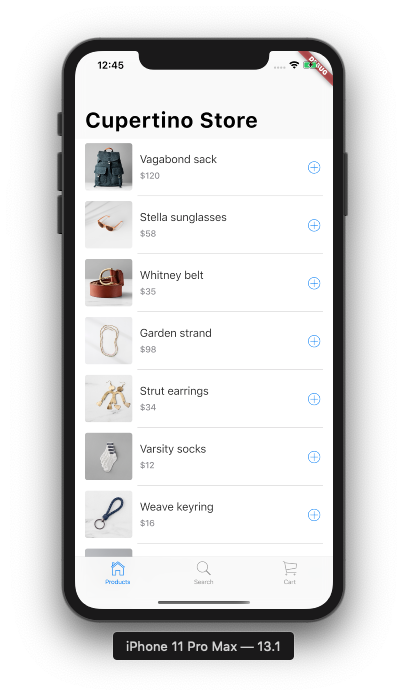 12:45
DEBUG
Cupertino Store
Vagabond sack
$120
Stella sunglasses
$58
Whitney belt
$35
Garden strand
$98
Strut earrings
$34
Varsity socks
$12
Weave keyring
$16
Products
Search
Cart
iPhone 11 Pro Max — 13.1